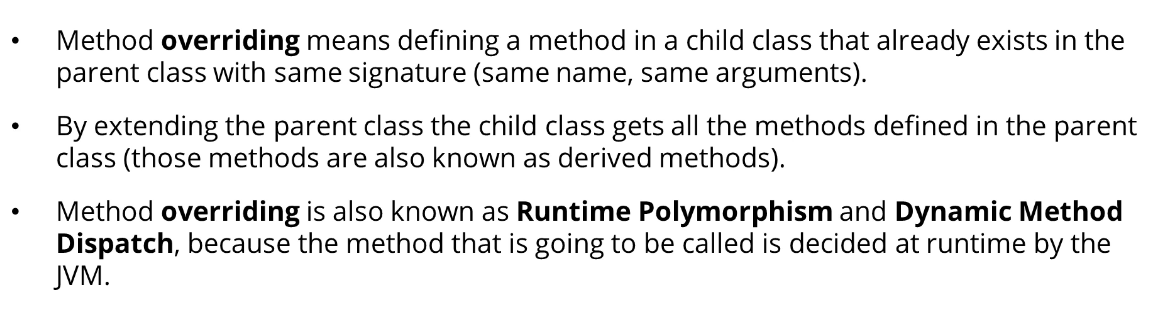 • Method overriding means defining a method in a child class that already exists in the
parent class with same signature (same name, same arguments).
• By extending the parent class the child class gets all the methods defined in the parent
class (those methods are also known as derived methods).
• Method overriding is also known as Runtime Polymorphism and Dynamic Method
Dispatch, because the method that is going to be called is decided at runtime by the
JVM.